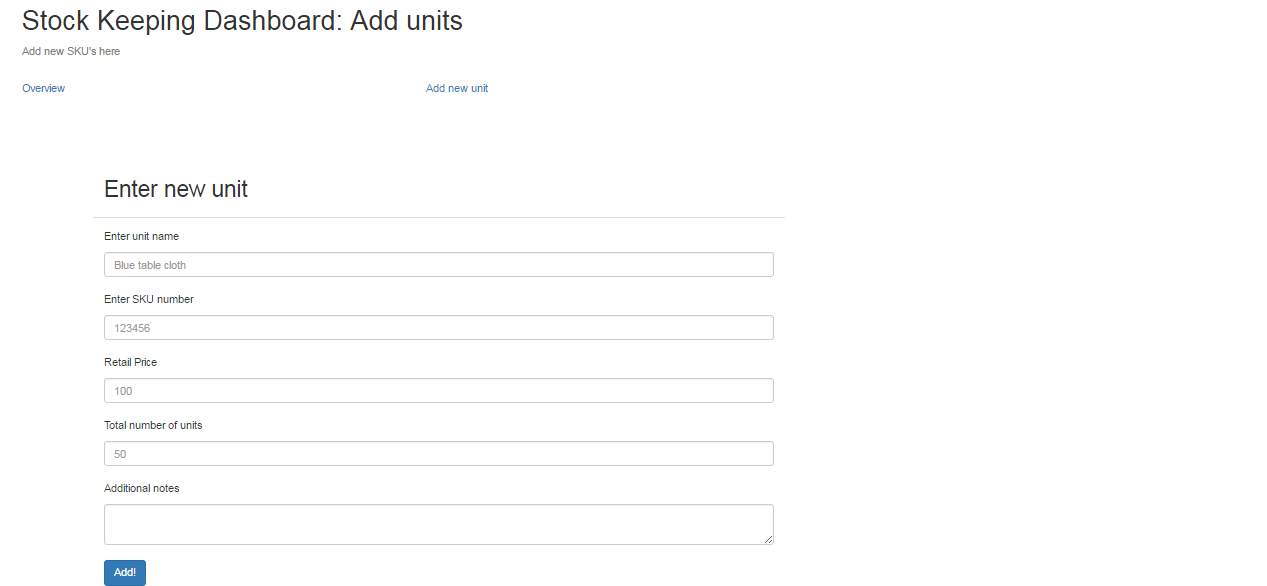 Stock Keeping Dashboard: Add units
Add new SKU's here
Overview Add new unit
Enter new unit
Enter unit name
Blue table cloth
Enter SKU number
123456
Retail Price
100
Total number of units
50
Additional notes
Add!